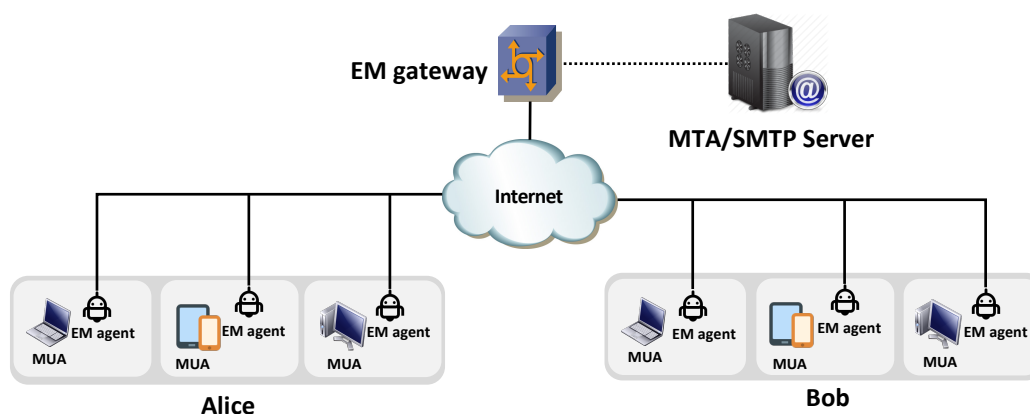 EM gateway
@
MTA/SMTP Server
Internet
EM agent
MUA
EM agent
MUA
EM agent
MUA
Alice
EM agent
MUA
EM agent
MUA
EM agent
MUA
Bob